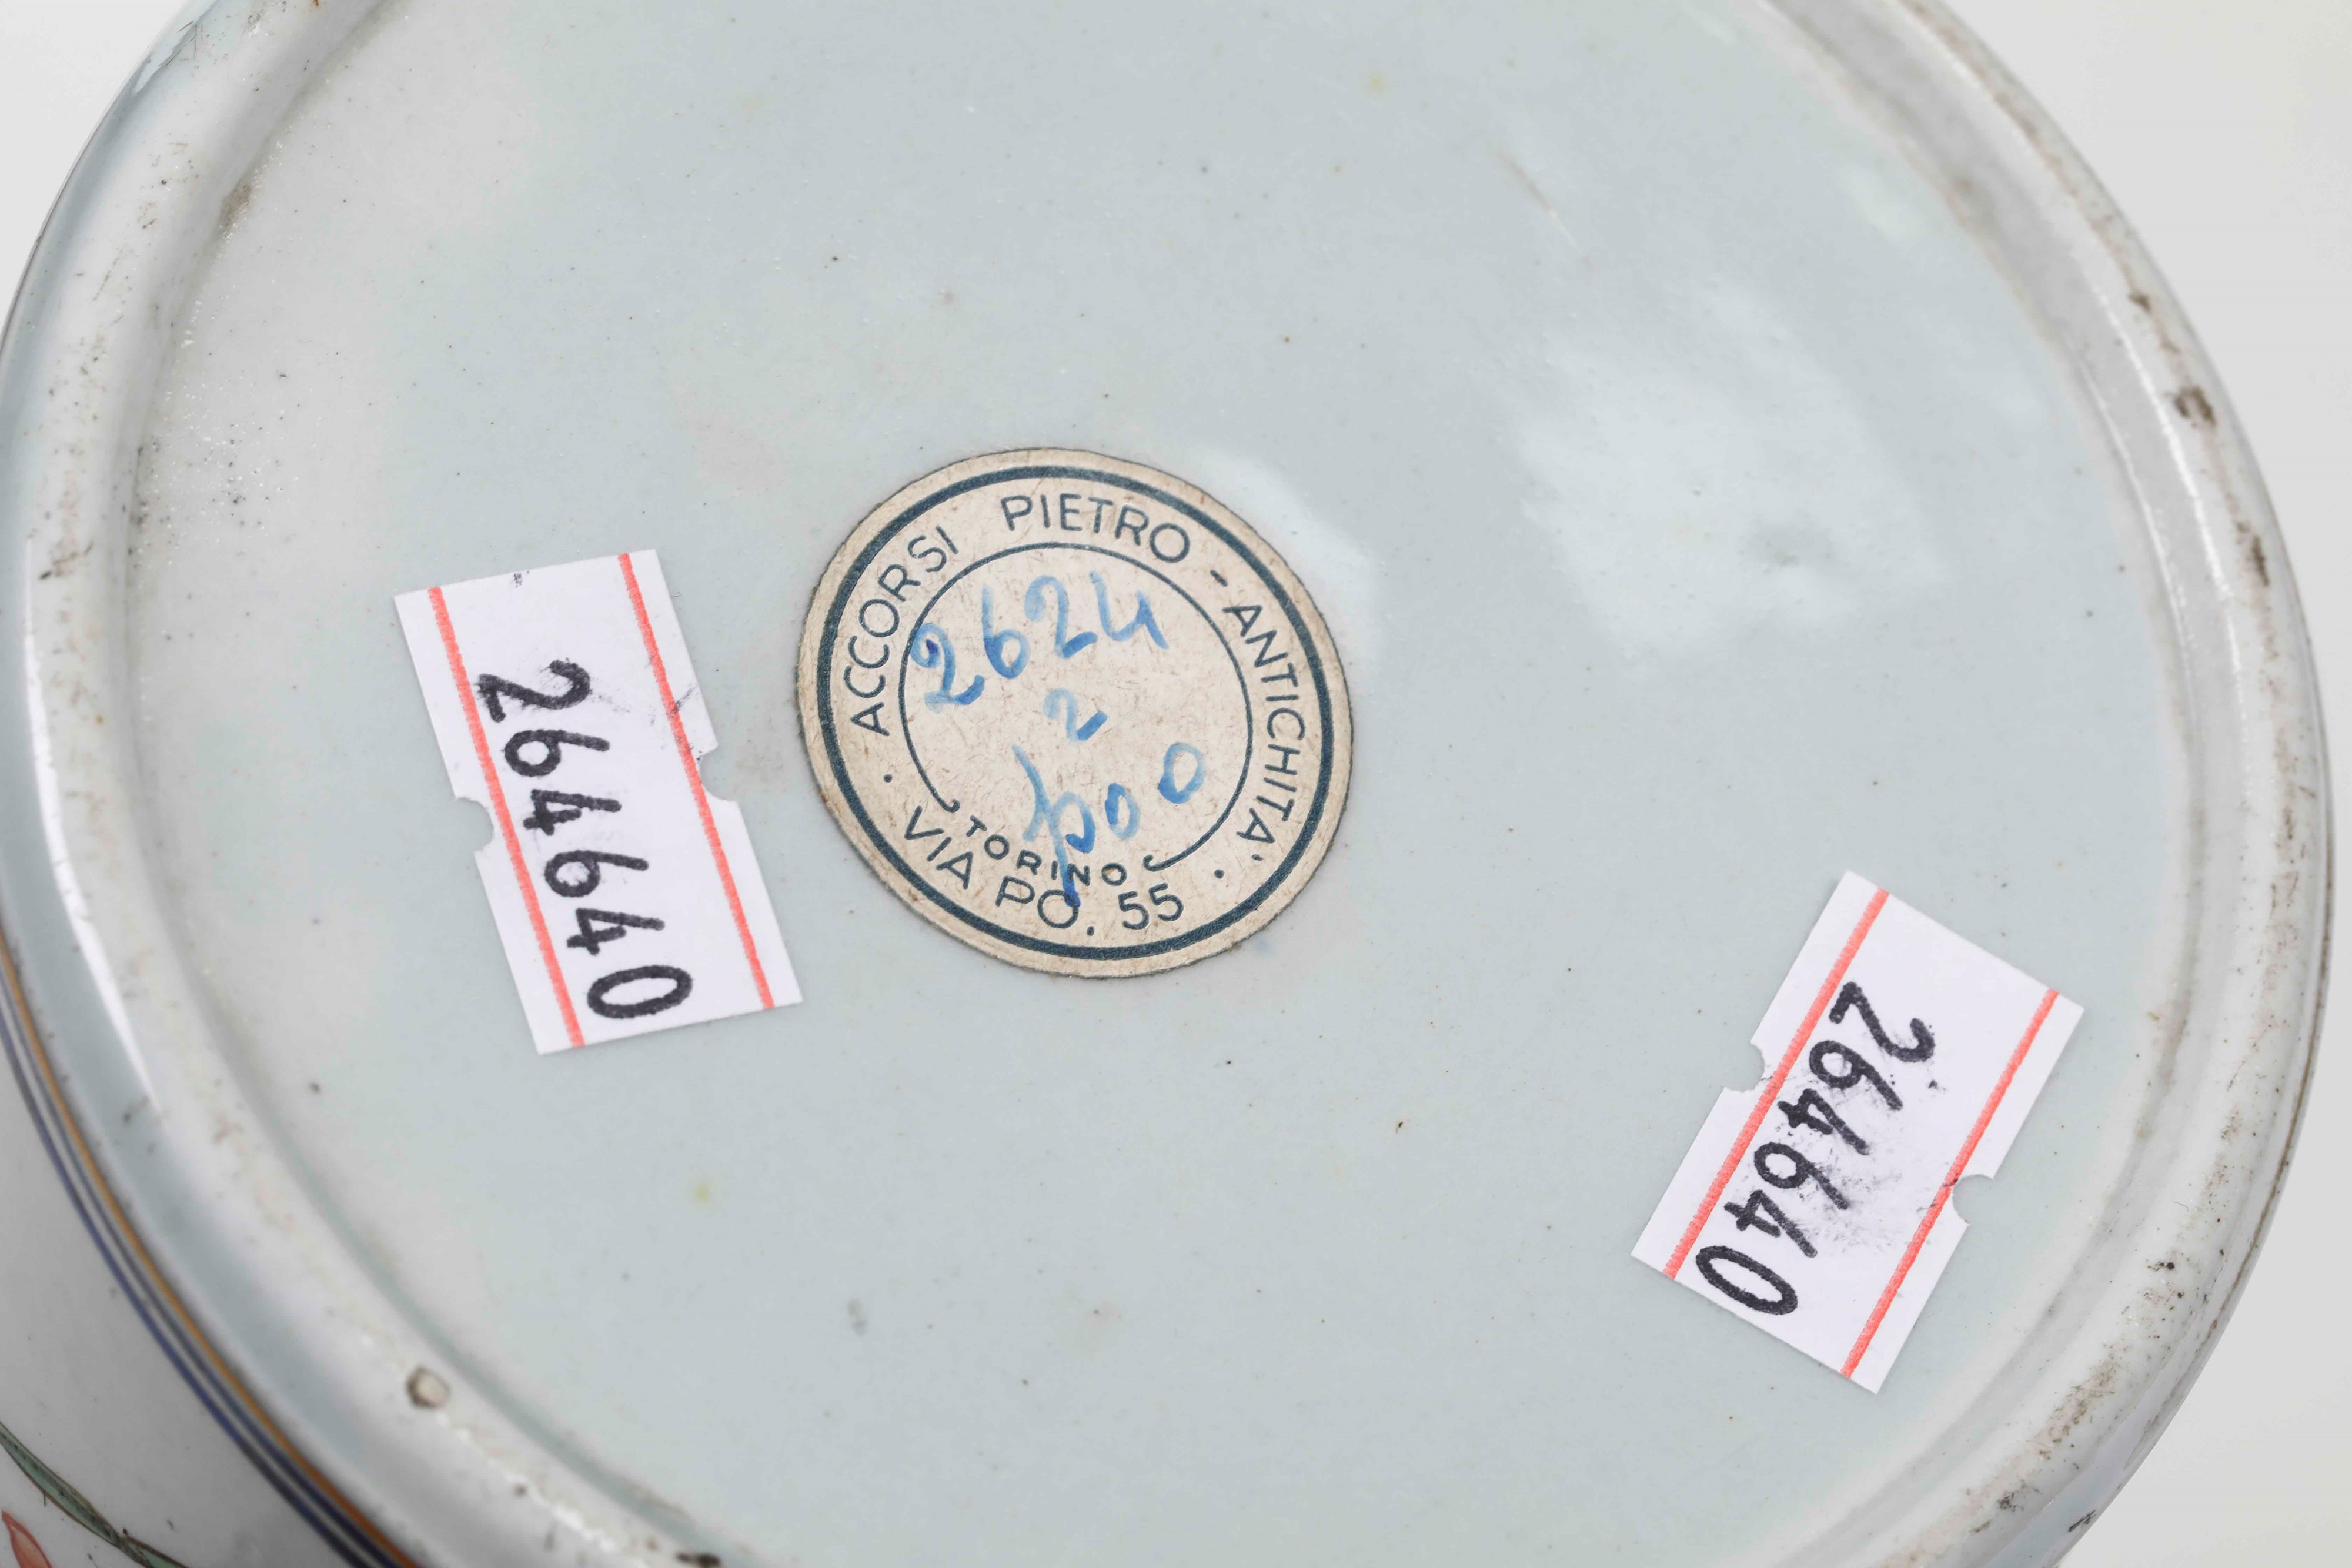 ACCORSI PIETRO - ANTICHITA'
2624
2
TORINO
VIA PO, 55
264640
264640